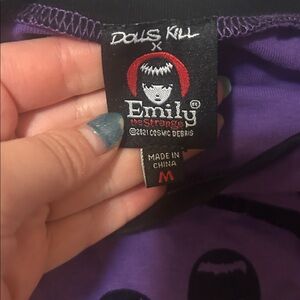 DOLLS KILL
X
Emily®
the Strange
©2021 COSMIC DEBRIS
MADE IN
CHINA
M